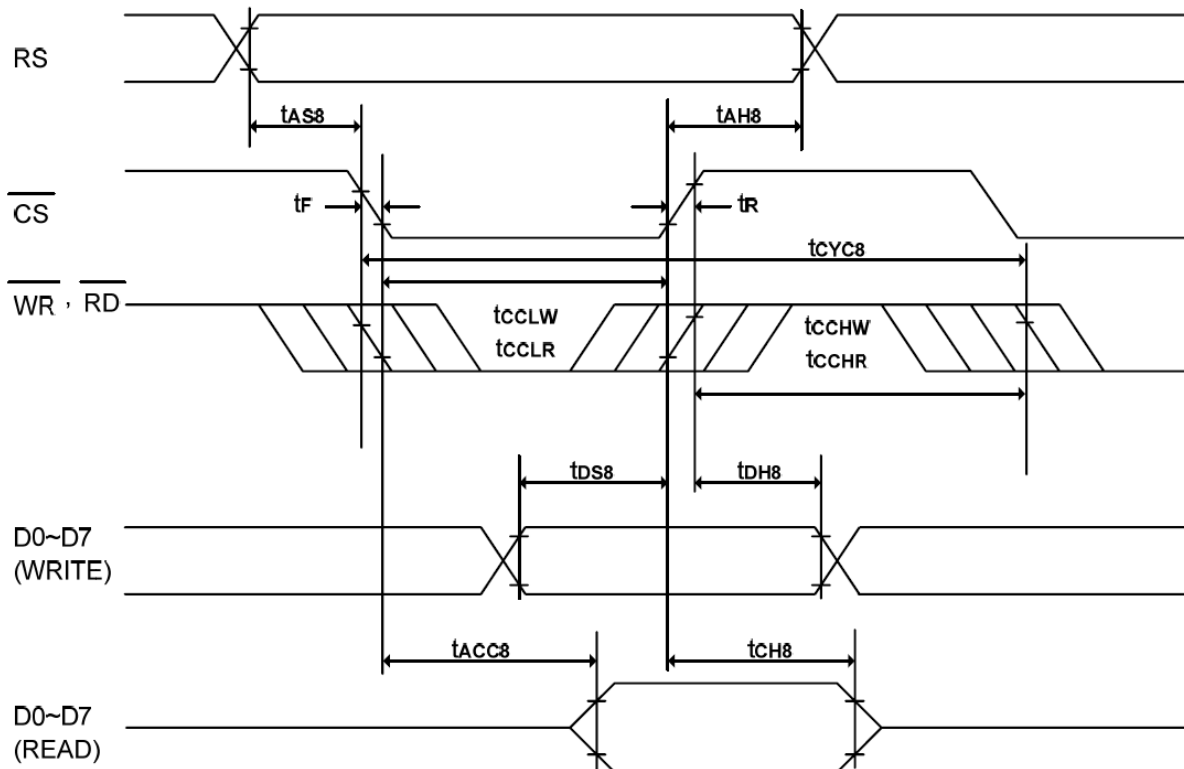 RS
tAS8
tAH8
CS
tF
tR
tCYC8
WR , RD
tCCLW
tCCLR
tCCHW
tCCHR
tDS8
tDH8
D0~D7
(WRITE)
tACC8
tCH8
D0~D7
(READ)